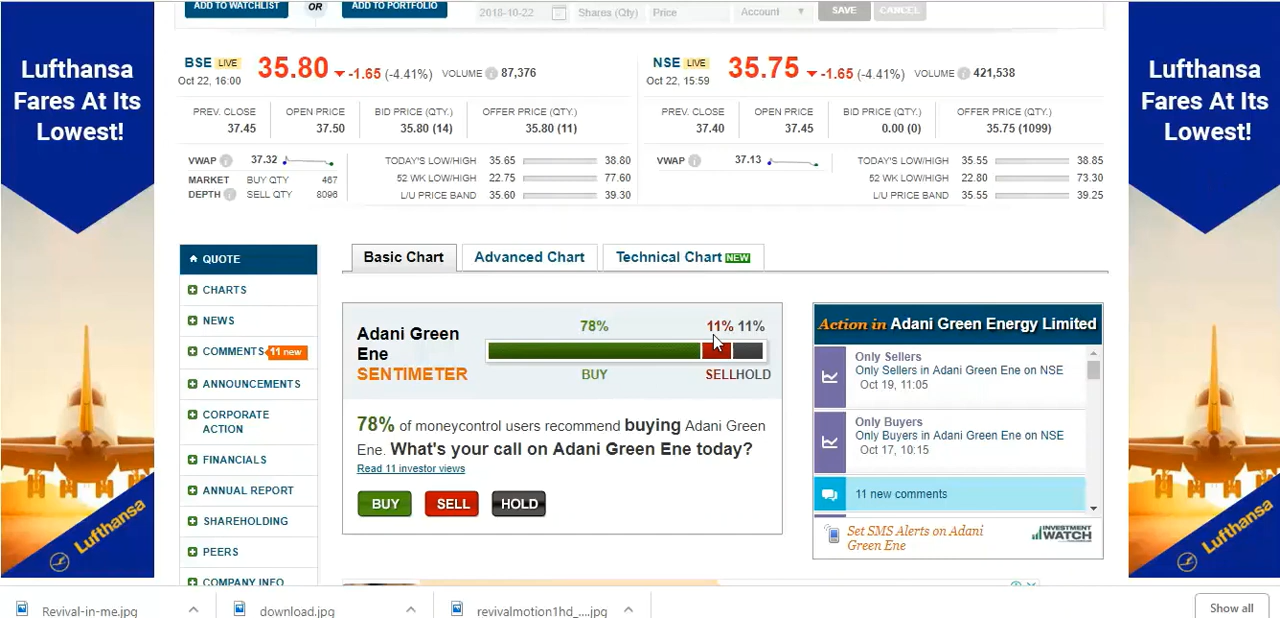 ADD TO WATCHLIST OR ADD TO PORTFOLIO 2018-10-22 Shares (Qty) Price Account SAVE CANCEL
Lufthansa
Fares At Its
Lowest!
BSE LIVE
Oct 22, 16:00
35.80 -1.65 (-4.41%) VOLUME 87,376
PREV. CLOSE OPEN PRICE BID PRICE (QTY.) OFFER PRICE (QTY.)
37.45 37.50 35.80 (14) 35.80 (11)
VWAP 37.32
MARKET BUY QTY 467
DEPTH SELL QTY 8096
TODAY'S LOW/HIGH 35.65 38.80
52 WK LOW/HIGH 22.75 77.60
L/U PRICE BAND 35.60 39.30
NSE LIVE
Oct 22, 15:59
35.75 -1.65 (-4.41%) VOLUME 421,538
PREV. CLOSE OPEN PRICE BID PRICE (QTY.) OFFER PRICE (QTY.)
37.40 37.45 0.00 (0) 35.75 (1099)
VWAP 37.13
TODAY'S LOW/HIGH 35.55 38.85
52 WK LOW/HIGH 22.80 73.30
L/U PRICE BAND 35.55 39.25
Lufthansa
Fares At Its
Lowest!
QUOTE
CHARTS
NEWS
COMMENTS 11 new
ANNOUNCEMENTS
CORPORATE
ACTION
FINANCIALS
ANNUAL REPORT
SHAREHOLDING
PEERS
COMPANY INFO
Basic Chart Advanced Chart Technical Chart NEW
Adani Green
Ene
SENTIMETER
78% 11% 11%
BUY SELL HOLD
78% of moneycontrol users recommend buying Adani Green
Ene. What's your call on Adani Green Ene today?
Read 11 investor views
BUY SELL HOLD
Action in Adani Green Energy Limited
Only Sellers
Only Sellers in Adani Green Ene on NSE
Oct 19, 11:05
Only Buyers
Only Buyers in Adani Green Ene on NSE
Oct 17, 10:15
11 new comments
Set SMS Alerts on Adani
Green Ene
INVESTMENT
WATCH
Lufthansa
Lufthansa
Revival-in-me.jpg download.jpg revivalmotion1hd_....jpg Show all